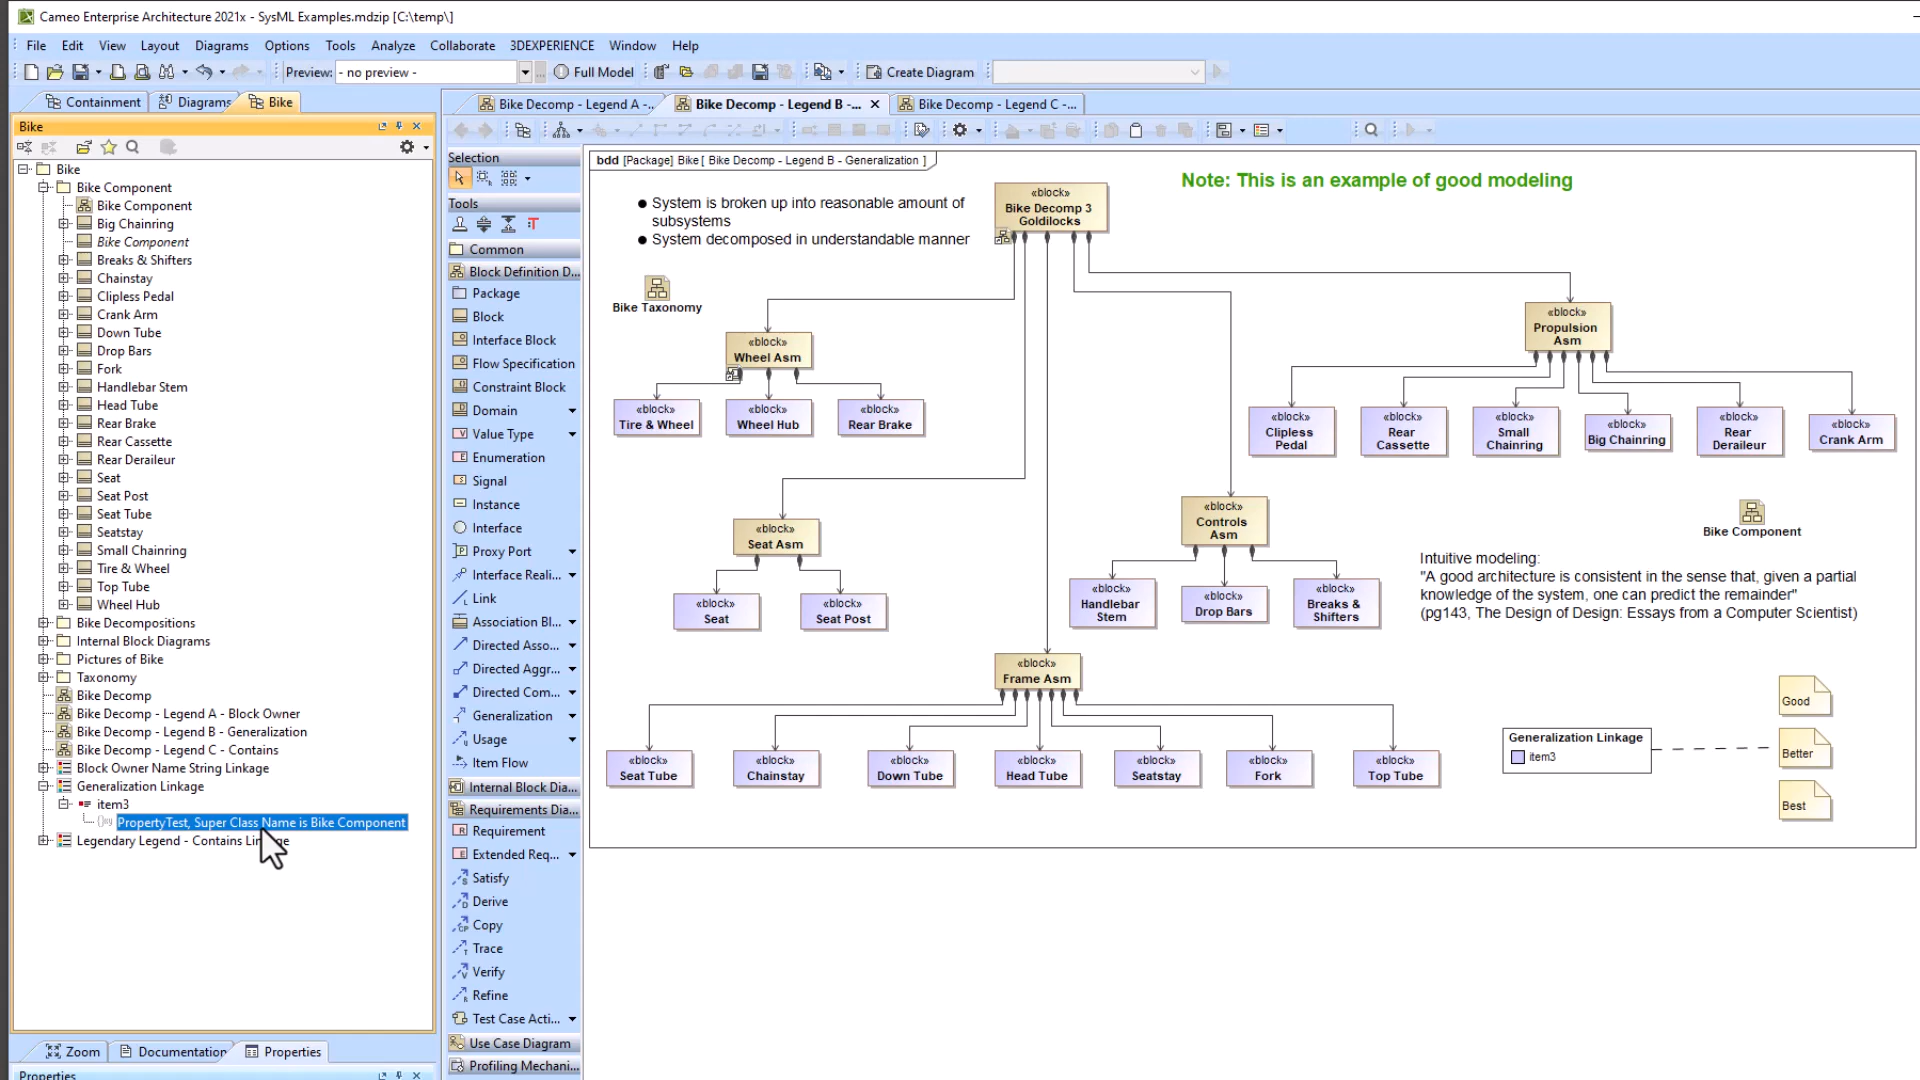 Cameo Enterprise Architecture 2021x - SysML Examples.mdzip [C:\temp\]
File Edit View Layout Diagrams Options Tools Analyze Collaborate 3DEXPERIENCE Window Help
Preview: - no preview - ... Full Model Create Diagram
Containment Diagrams Bike
Bike
Bike
Bike Component
Bike Component
Big Chainring
Bike Component
Breaks & Shifters
Chainstay
Clipless Pedal
Crank Arm
Down Tube
Drop Bars
Fork
Handlebar Stem
Head Tube
Rear Brake
Rear Cassette
Rear Deraileur
Seat
Seat Post
Seat Tube
Seatstay
Small Chainring
Tire & Wheel
Top Tube
Wheel Hub
Bike Decompositions
Internal Block Diagrams
Pictures of Bike
Taxonomy
Bike Decomp
Bike Decomp - Legend A - Block Owner
Bike Decomp - Legend B - Generalization
Bike Decomp - Legend C - Contains
Block Owner Name String Linkage
Generalization Linkage
item3
PropertyTest, Super Class Name is Bike Component
Legendary Legend - Contains Linkage
Zoom Documentation Properties
Properties
Bike Decomp - Legend A -... Bike Decomp - Legend B -... Bike Decomp - Legend C -...
Selection
Tools
Common
Block Definition D...
Package
Block
Interface Block
Flow Specification
Constraint Block
Domain
Value Type
Enumeration
Signal
Instance
Interface
Proxy Port
Interface Reali...
Link
Association Bl...
Directed Asso...
Directed Aggr...
Directed Com...
Generalization
Usage
Item Flow
Internal Block Dia...
Requirements Dia...
Requirement
Extended Req...
Satisfy
Derive
Copy
Trace
Verify
Refine
Test Case Acti...
Use Case Diagram
Profiling Mechani...
bdd [Package] Bike [ Bike Decomp - Legend B - Generalization ]
Note: This is an example of good modeling
● System is broken up into reasonable amount of
subsystems
● System decomposed in understandable manner
«block»
Bike Decomp 3
Goldilocks
Bike Taxonomy
«block»
Wheel Asm
«block»
Tire & Wheel
«block»
Wheel Hub
«block»
Rear Brake
«block»
Propulsion
Asm
«block»
Clipless
Pedal
«block»
Rear
Cassette
«block»
Small
Chainring
«block»
Big Chainring
«block»
Rear
Deraileur
«block»
Crank Arm
«block»
Seat Asm
«block»
Seat
«block»
Seat Post
«block»
Controls
Asm
«block»
Handlebar
Stem
«block»
Drop Bars
«block»
Breaks &
Shifters
Bike Component
Intuitive modeling:
"A good architecture is consistent in the sense that, given a partial
knowledge of the system, one can predict the remainder"
(pg143, The Design of Design: Essays from a Computer Scientist)
«block»
Frame Asm
«block»
Seat Tube
«block»
Chainstay
«block»
Down Tube
«block»
Head Tube
«block»
Seatstay
«block»
Fork
«block»
Top Tube
Generalization Linkage
item3
Good
Better
Best